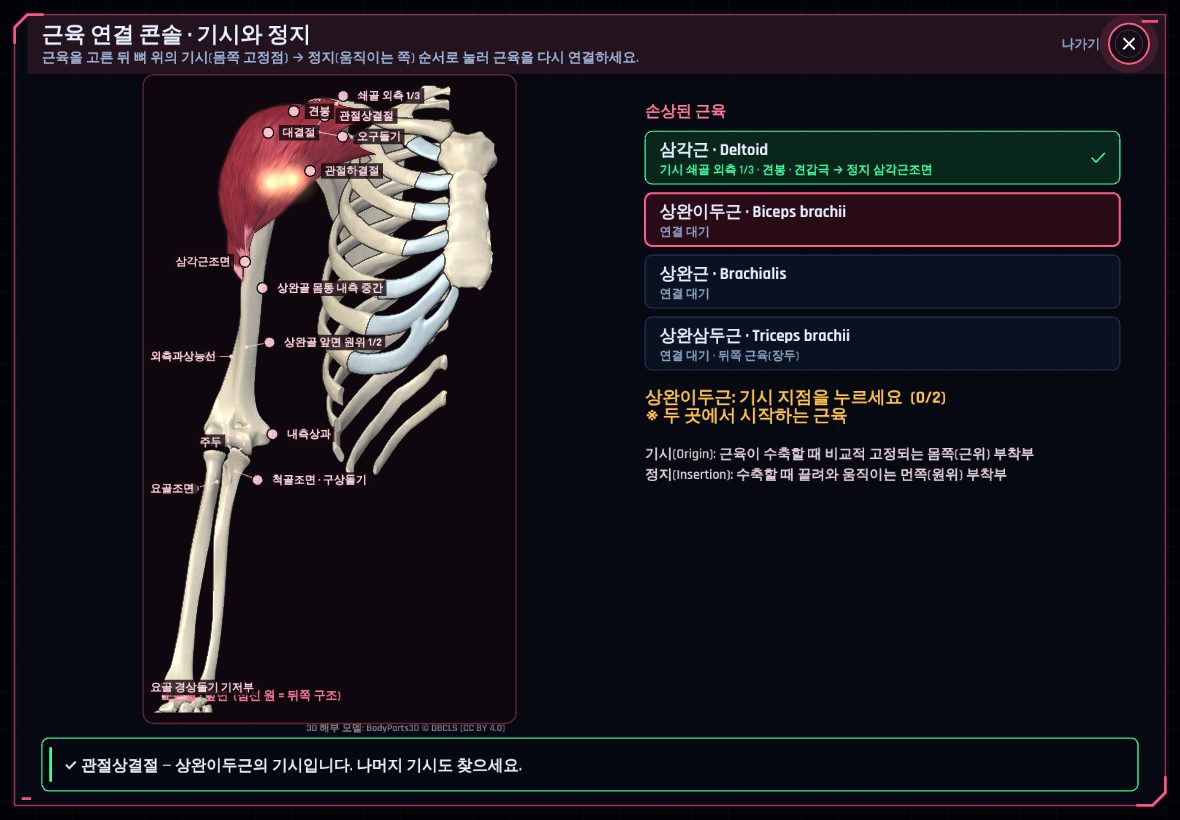 근육 연결 콘솔 · 기시와 정지
근육을 고른 뒤 뼈 위의 기시(몸쪽 고정점) → 정지(움직이는 쪽) 순서로 눌러 근육을 다시 연결하세요.
나가기
쇄골 외측 1/3
견봉
관절상결절
대결절
오구돌기
관절하결절
삼각근조면
상완골 몸통 내측 중간
상완골 앞면 원위 1/2
외측과상능선
내측상과
주두
척골조면 · 구상돌기
요골조면
요골 경상돌기 기저부
앞면 (점선 원 = 뒤쪽 구조)
3D 해부 모델: BodyParts3D © DBCLS (CC BY 4.0)
손상된 근육
삼각근 · Deltoid
기시 쇄골 외측 1/3 · 견봉 · 견갑극 → 정지 삼각근조면
상완이두근 · Biceps brachii
연결 대기
상완근 · Brachialis
연결 대기
상완삼두근 · Triceps brachii
연결 대기 · 뒤쪽 근육(장두)
상완이두근: 기시 지점을 누르세요 (0/2)
※ 두 곳에서 시작하는 근육
기시(Origin): 근육이 수축할 때 비교적 고정되는 몸쪽(근위) 부착부
정지(Insertion): 수축할 때 끌려와 움직이는 먼쪽(원위) 부착부
✓ 관절상결절 — 상완이두근의 기시입니다. 나머지 기시도 찾으세요.